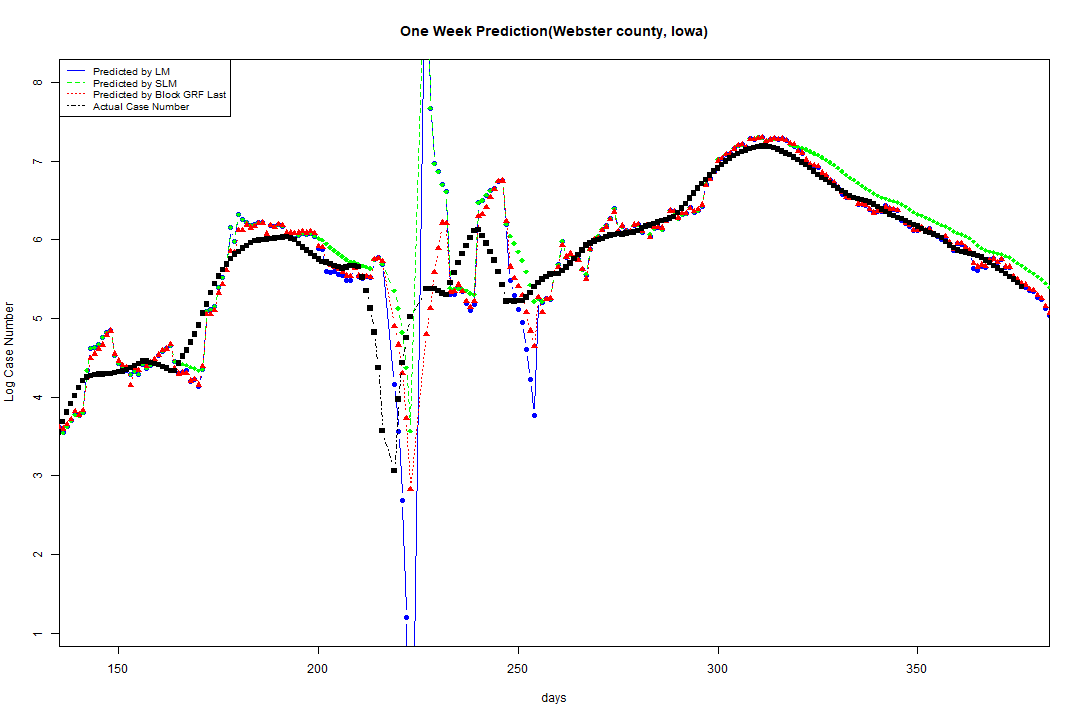 One Week Prediction(Webster county, Iowa)
Predicted by LM
Predicted by SLM
Predicted by Block GRF Last
Actual Case Number
Log Case Number
8
7
6
5
4
3
2
1
150
200
250
300
350
days